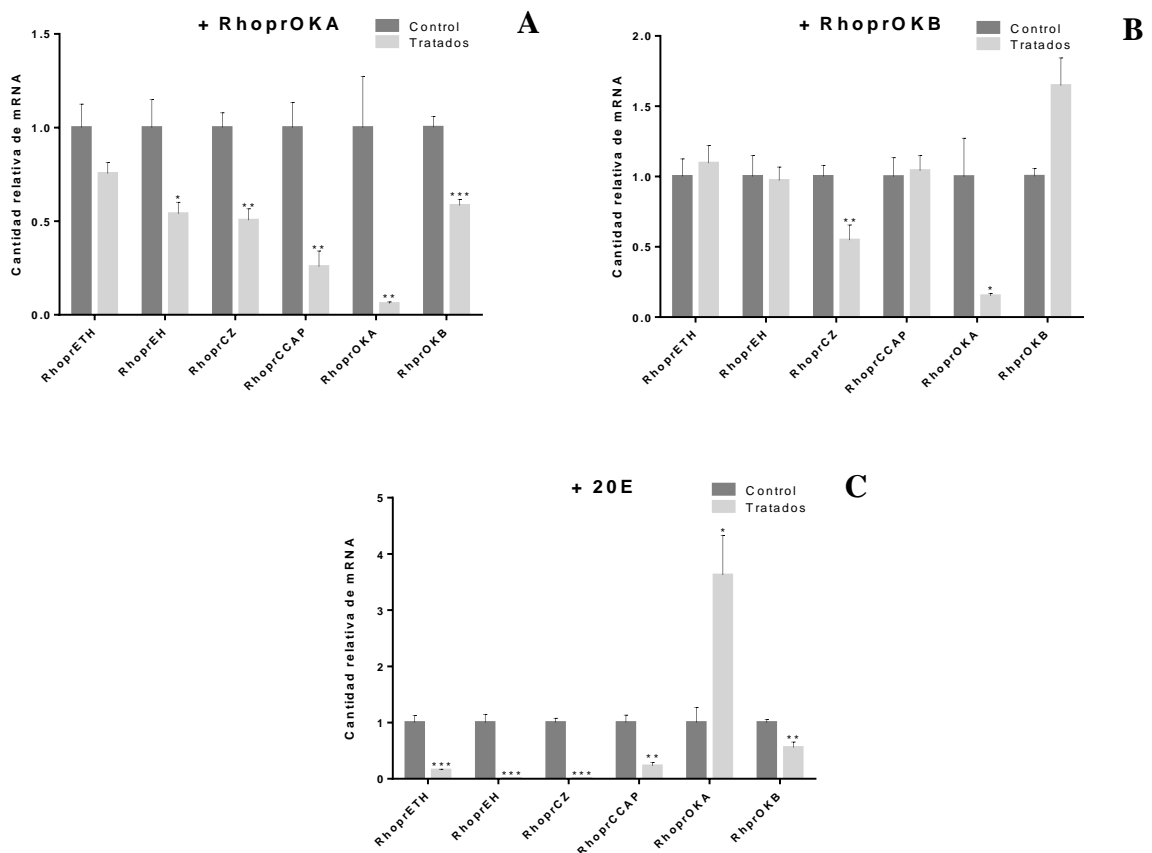 + RhoprOKA
A
Control
Tratados
Cantidad relativa de mRNA
1.5
1.0
0.5
0.0
*
**
**
**
***
RhoprETH
RhoprEH
RhoprCZ
RhoprCCAP
RhoprOKA
RhoprOKB
+ RhoprOKB
B
Control
Tratados
Cantidad relativa de mRNA
2.0
1.5
1.0
0.5
0.0
**
*
RhoprETH
RhoprEH
RhoprCZ
RhoprCCAP
RhoprOKA
RhprOKB
+ 20E
C
Control
Tratados
Cantidad relativa de mRNA
5
4
3
2
1
0
***
***
***
**
*
**
RhoprETH
RhoprEH
RhoprCZ
RhoprCCAP
RhoprOKA
RhprOKB